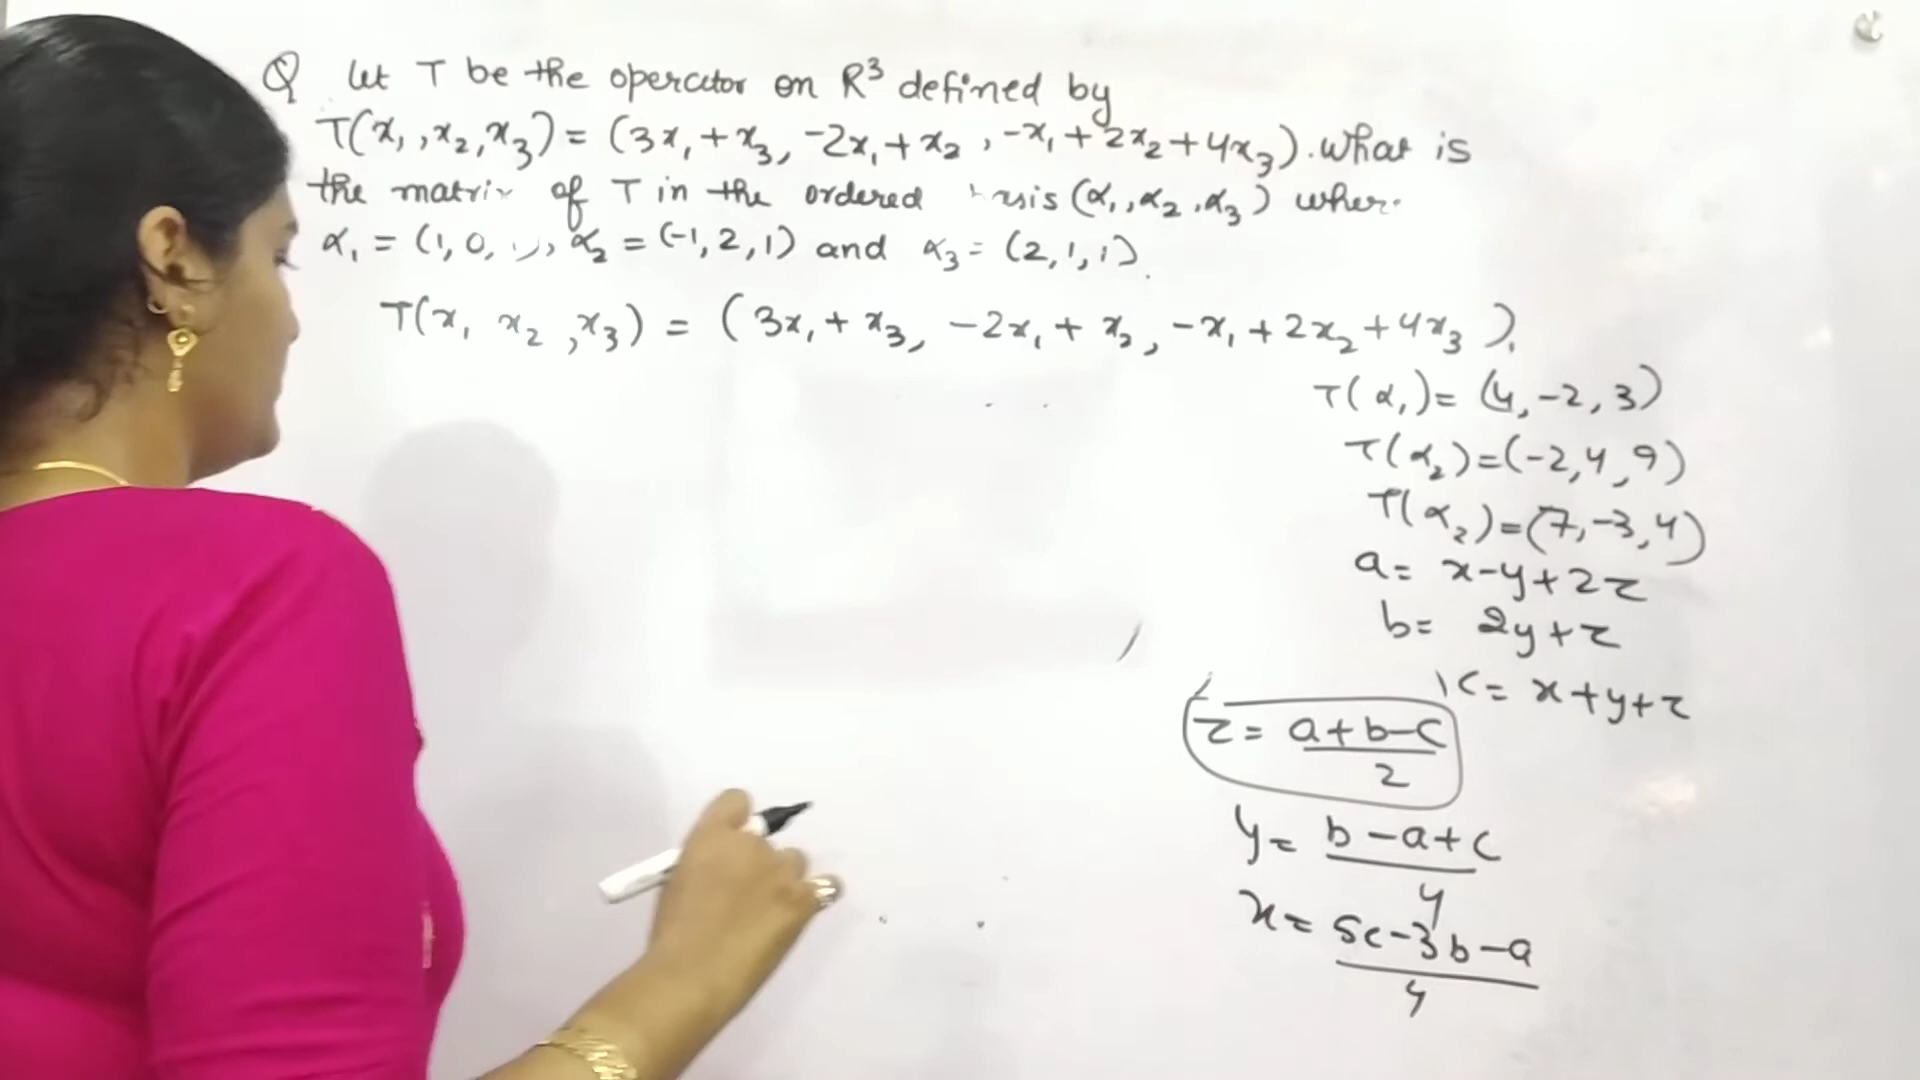 Q let T be the operator on R³ defined by
T(x₁,x₂,x₃) = (3x₁+x₃, -2x₁+x₂, -x₁+2x₂+4x₃). What is
the of T in the ordered (α₁,α₂,α₃)
α₁ = (1, 0, α₂ = (-1, 2, 1) and α₃ = (2,1,1).
T(x₁ x₂,x₃) = (3x₁+x₃, -2x₁+x₂, -x₁+2x₂+4x₃).
T(α₁)= (4,-2,3)
T(α₂)=(-2,4,9)
T(α₂)=(7,-3,4)
a= x-y+2z
b= 2y+z
c= x+y+z
z= a+b-c/2
y= b-a+c/4
x= 5c-3b-a/4